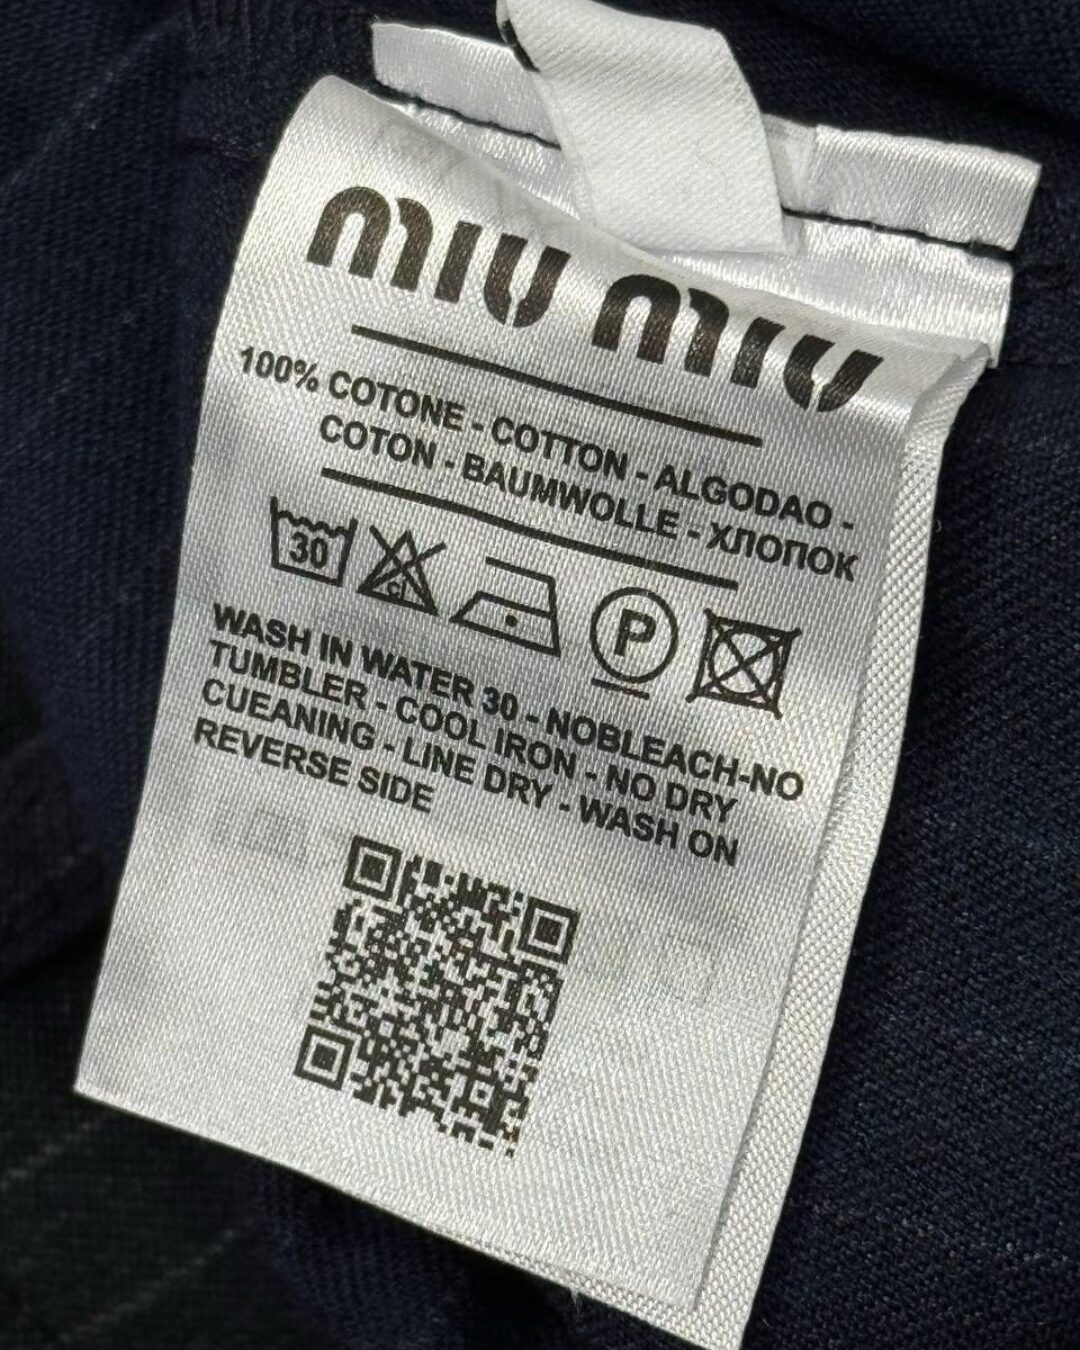 MIU MIU
100% COTONE - COTTON - ALGODAO -
COTON - BAUMWOLLE - ХЛОПОК
30 cl P
WASH IN WATER 30 - NOBLEACH-NO
TUMBLER - COOL IRON - NO DRY
CUEANING - LINE DRY - WASH ON
REVERSE SIDE